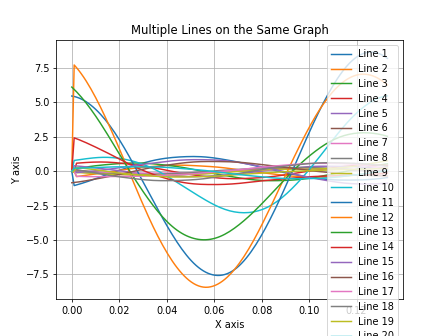 Multiple Lines on the Same Graph
Y axis
7.5
5.0
2.5
0.0
−2.5
−5.0
−7.5
0.00
0.02
0.04
0.06
0.08
0.10
X axis
Line 1
Line 2
Line 3
Line 4
Line 5
Line 6
Line 7
Line 8
Line 9
Line 10
Line 11
Line 12
Line 13
Line 14
Line 15
Line 16
Line 17
Line 18
Line 19
Line 20